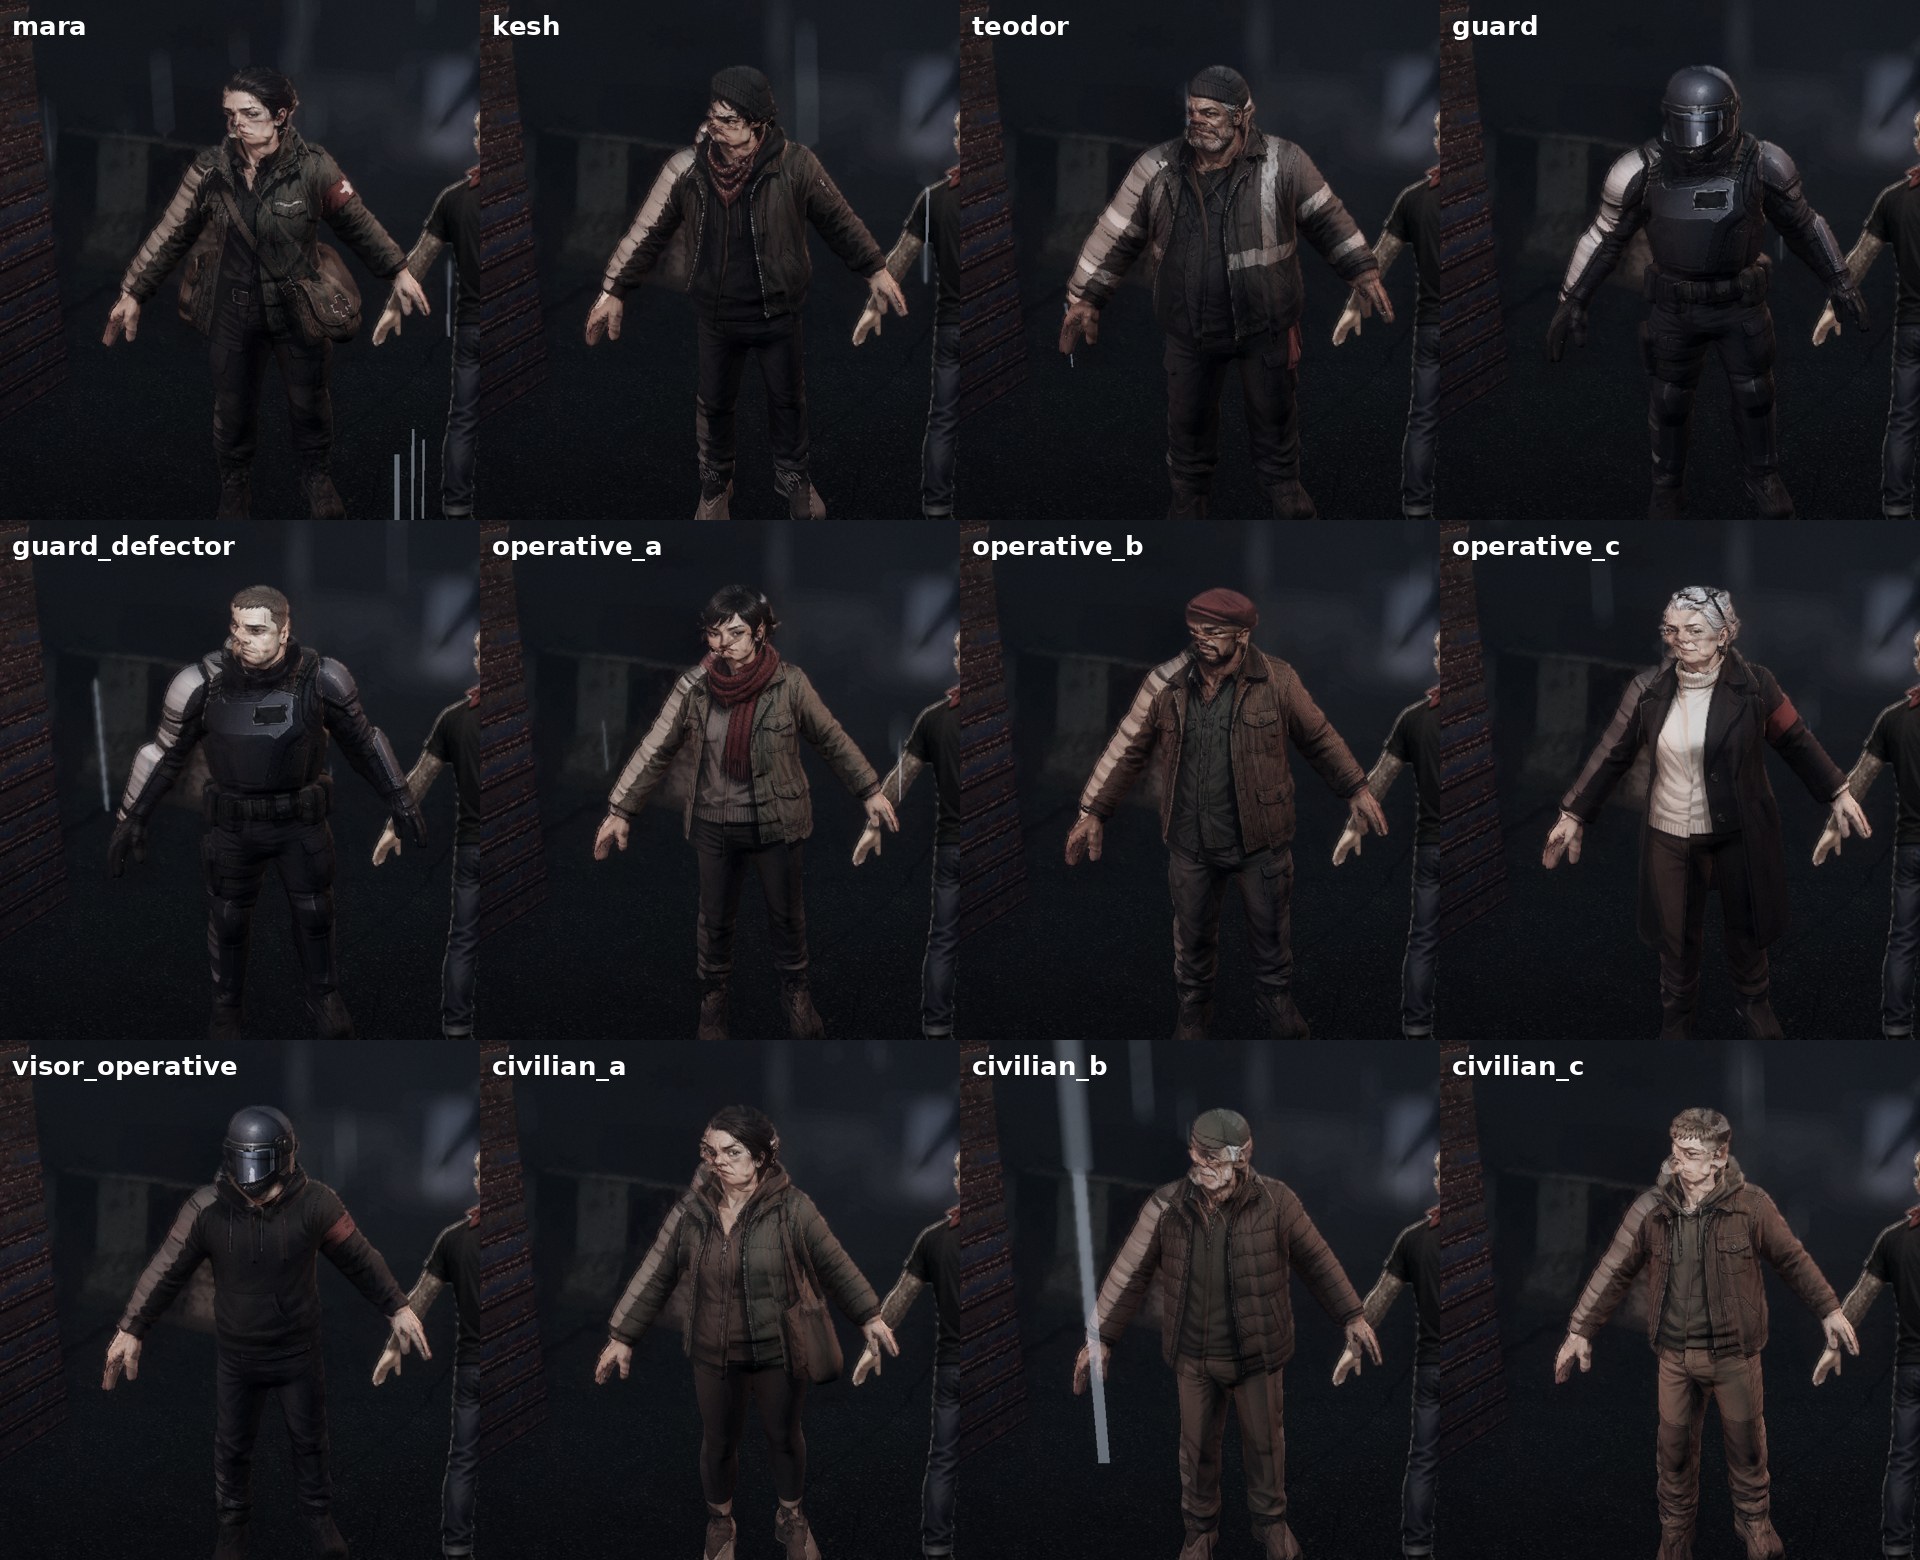 mara
kesh
teodor
guard
guard_defector
operative_a
operative_b
operative_c
visor_operative
civilian_a
civilian_b
civilian_c